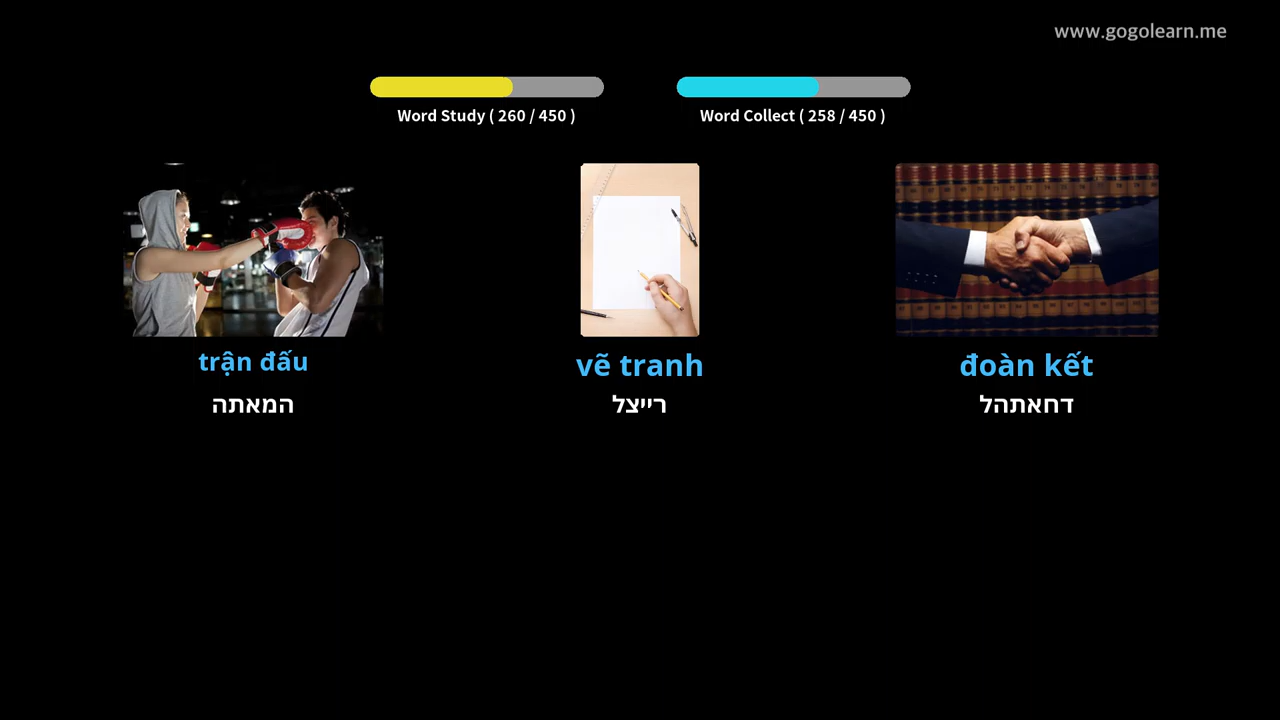 www.gogolearn.me
Word Study ( 260 / 450 )
Word Collect ( 258 / 450 )
trận đấu
המאתה
vẽ tranh
רייצל
đoàn kết
דחאתהל